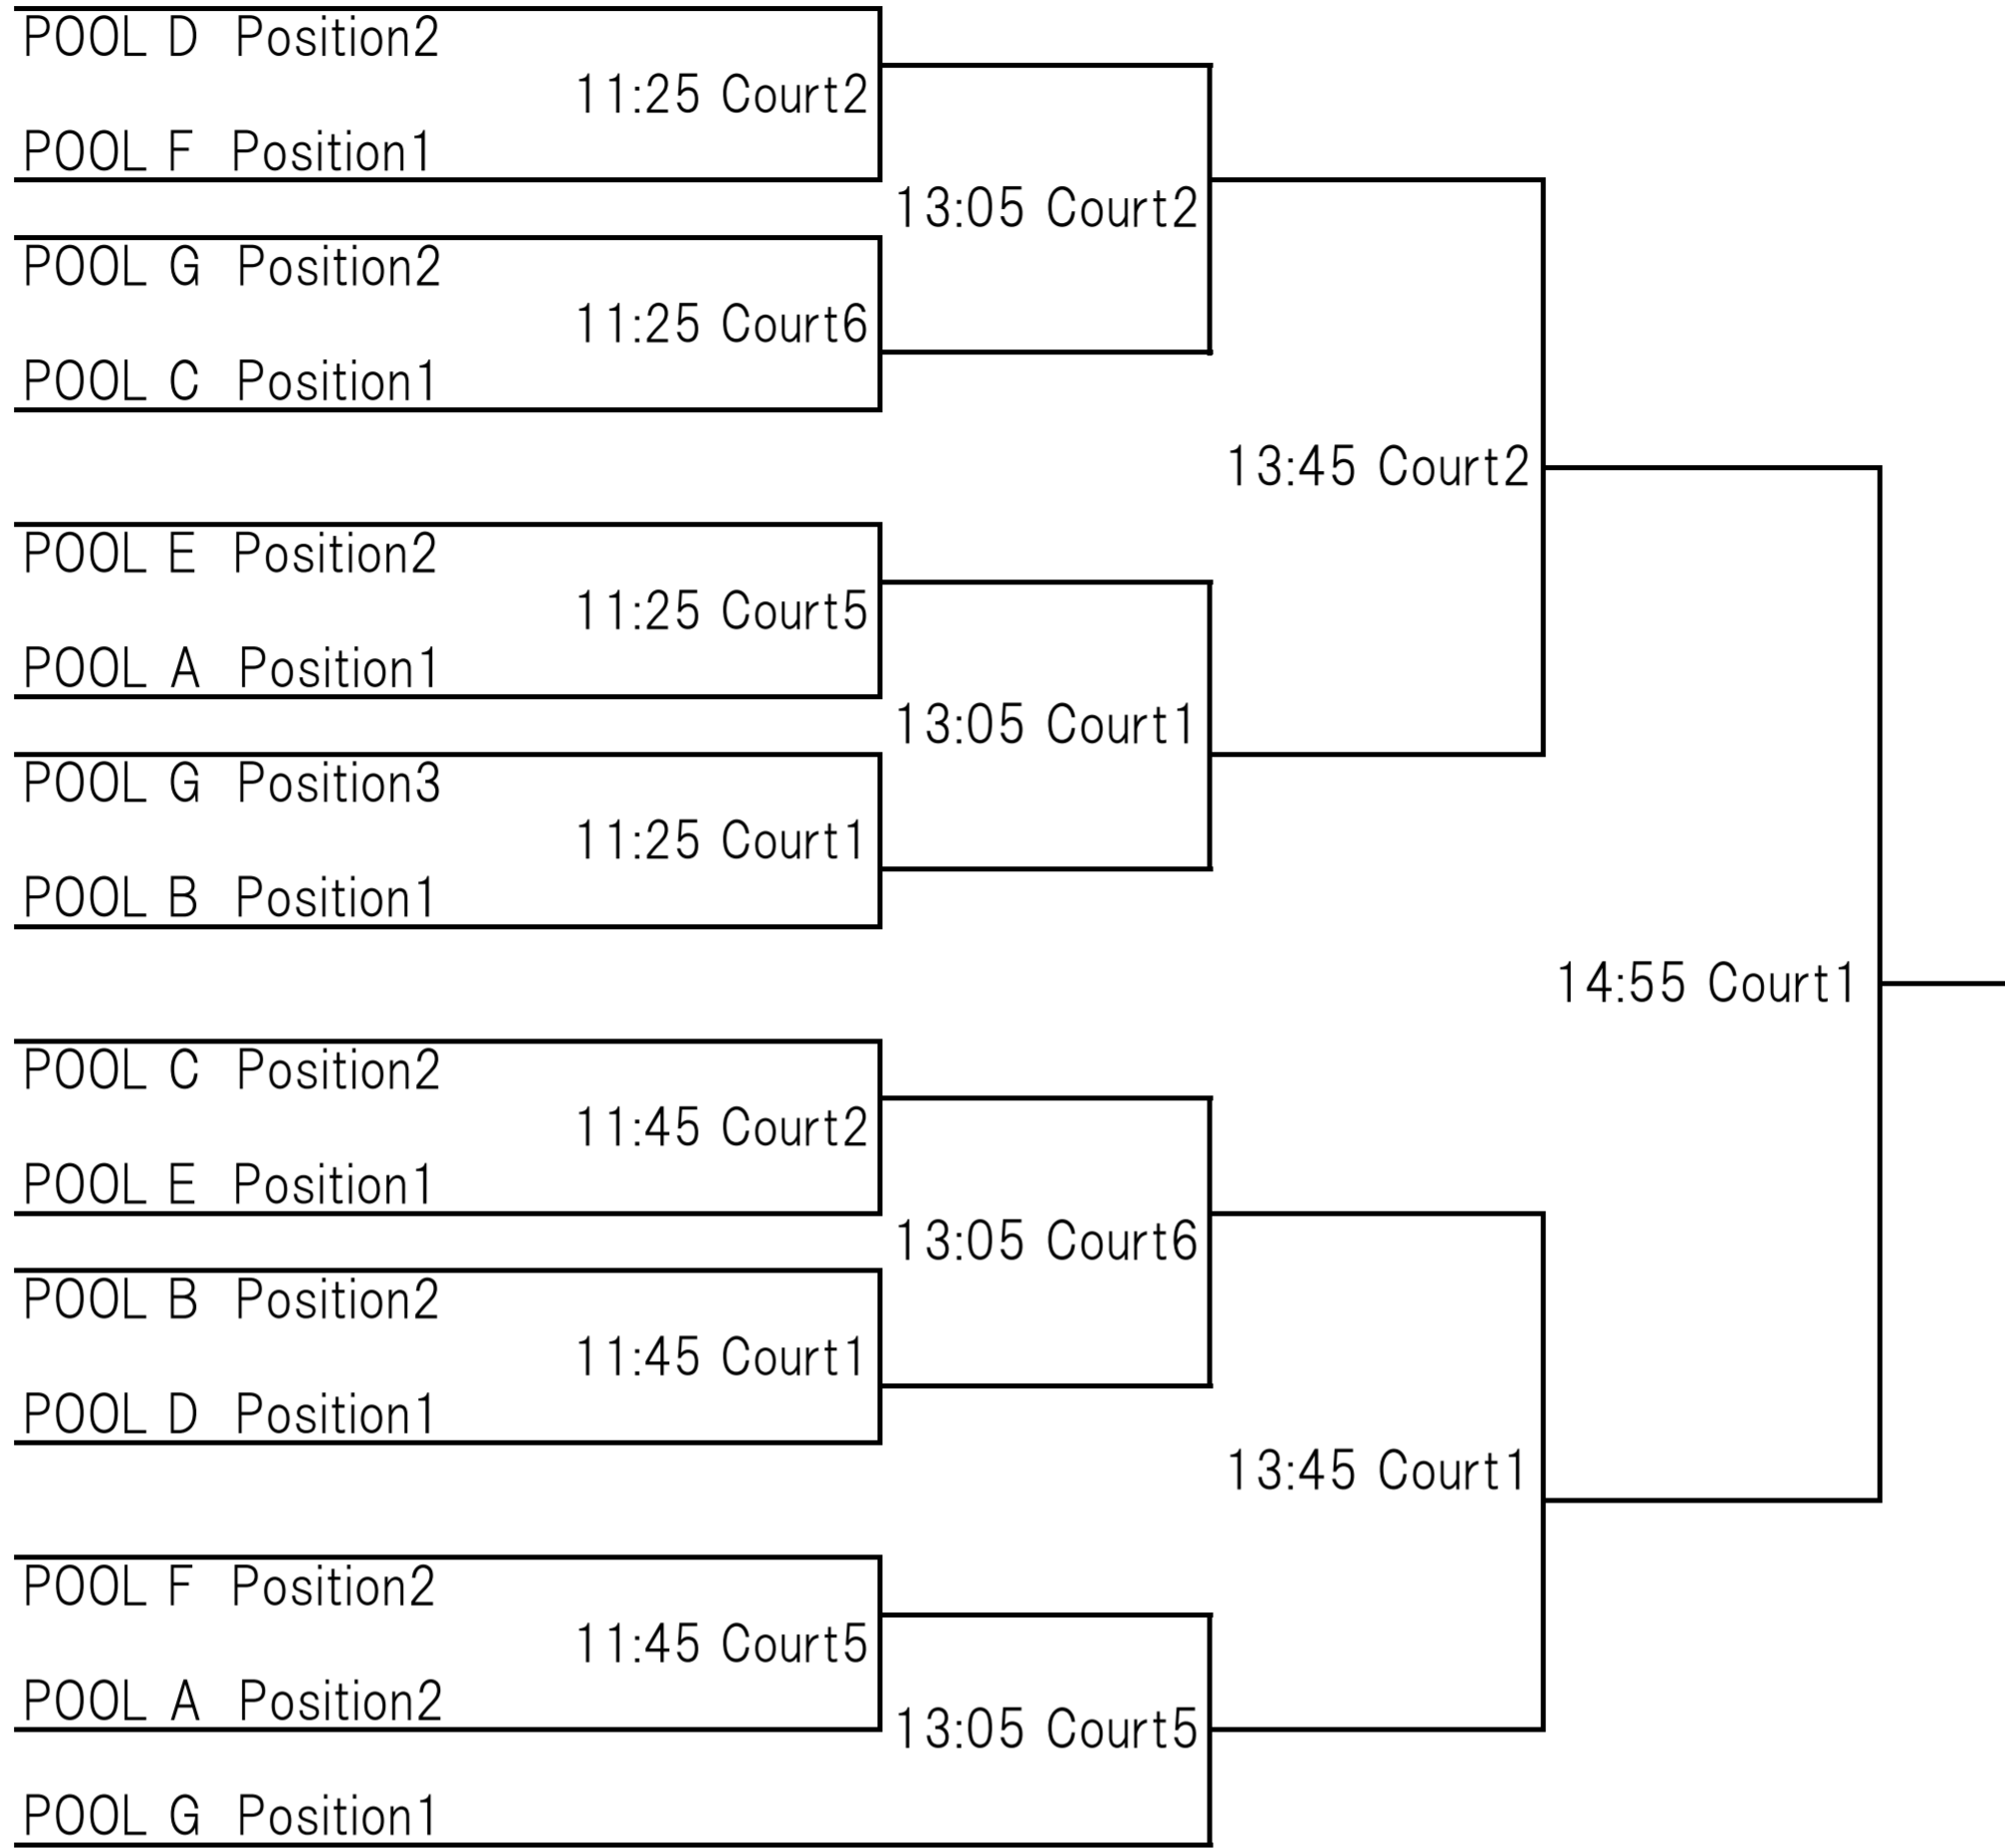 POOL D Position2
11:25 Court2
POOL F Position1
13:05 Court2
POOL G Position2
11:25 Court6
POOL C Position1
13:45 Court2
POOL E Position2
11:25 Court5
POOL A Position1
13:05 Court1
POOL G Position3
11:25 Court1
POOL B Position1
14:55 Court1
POOL C Position2
11:45 Court2
POOL E Position1
13:05 Court6
POOL B Position2
11:45 Court1
POOL D Position1
13:45 Court1
POOL F Position2
11:45 Court5
POOL A Position2
13:05 Court5
POOL G Position1